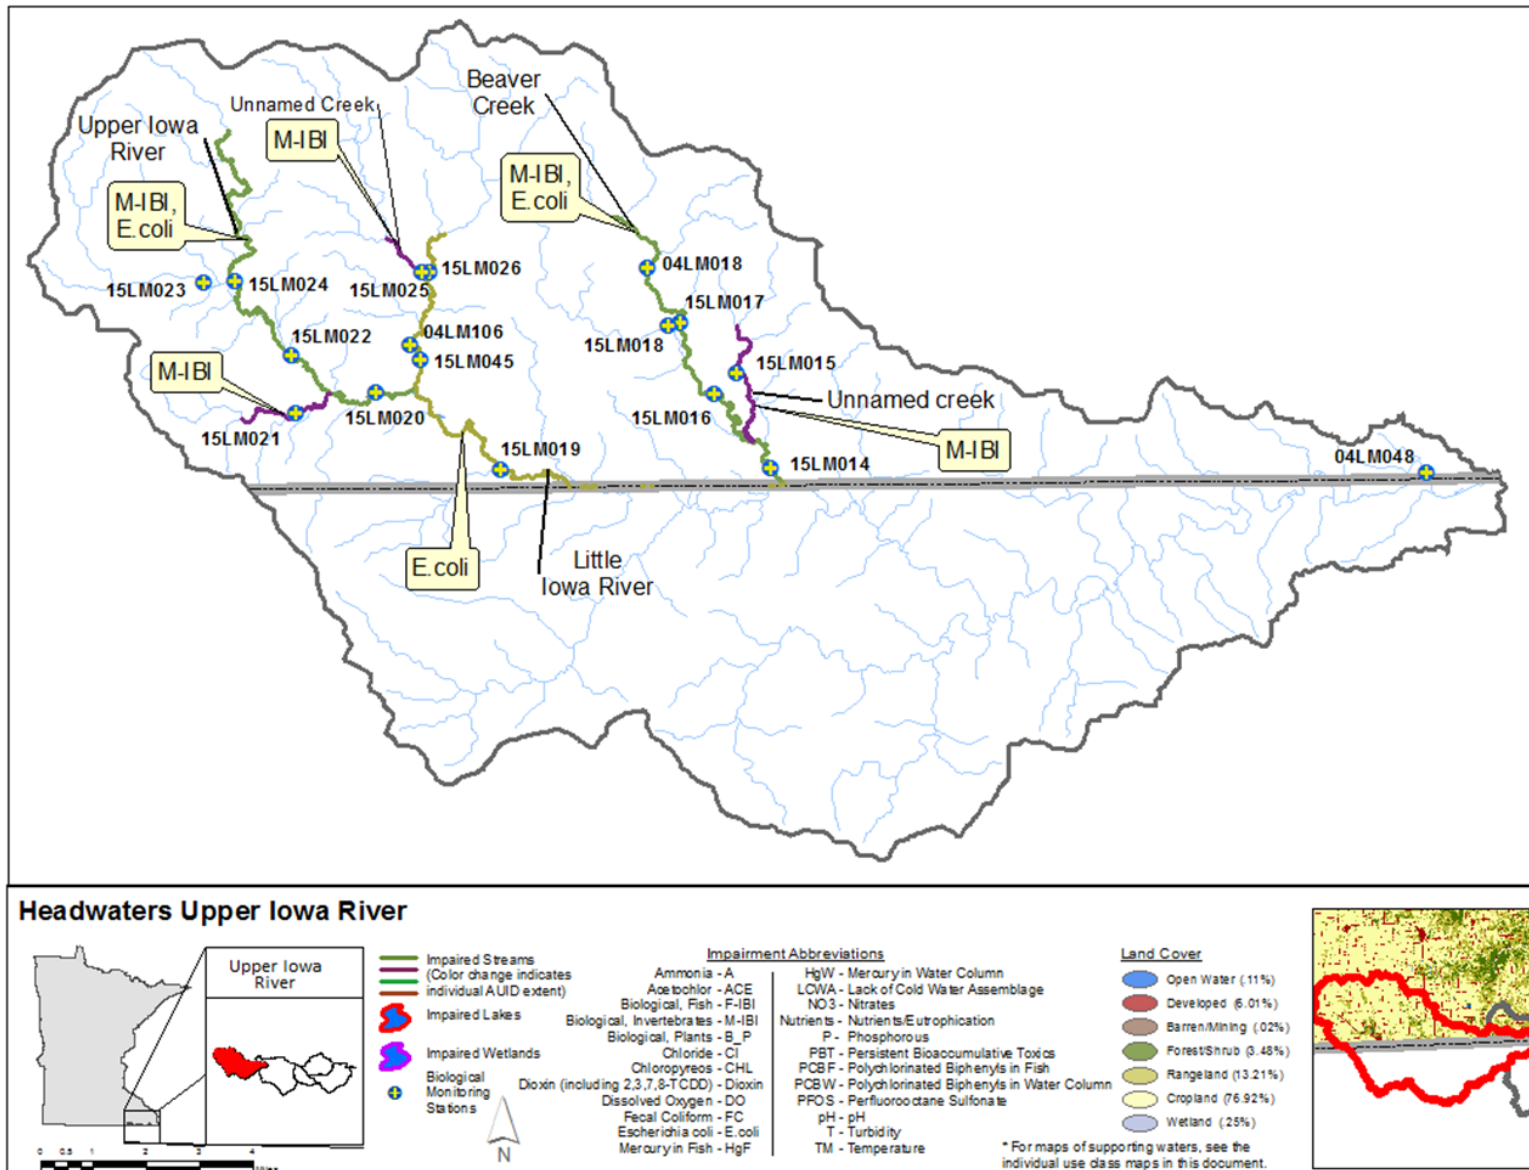 Beaver
Creek
Unnamed Creek
Upper Iowa
River
M-IBI
M-IBI,
E.coli
M-IBI,
E.coli
15LM026
04LM018
15LM023
15LM024
15LM025
15LM017
15LM022
04LM106
15LM018
15LM045
15LM015
M-IBI
15LM020
15LM016
Unnamed creek
15LM021
M-IBI
15LM019
15LM014
04LM048
E.coli
Little
Iowa River
Headwaters Upper Iowa River
Upper Iowa
River
0 0.5 1 2 3 4
Impaired Streams
(Color change indicates
individual AUID extent)
Impaired Lakes
Impaired Wetlands
Biological
Monitoring
Stations
N
Impairment Abbreviations
Ammonia - A
Acetochlor - ACE
Biological, Fish - F-IBI
Biological, Invertebrates - M-IBI
Biological, Plants - B_P
Chloride - Cl
Chloropyreos - CHL
Dioxin (including 2,3,7,8-TCDD) - Dioxin
Dissolved Oxygen - DO
Fecal Coliform - FC
Escherichia coli - E.coli
Mercury in Fish - HgF
HgW - Mercury in Water Column
LCWA - Lack of Cold Water Assemblage
NO3 - Nitrates
Nutrients - Nutrients/Eutrophication
P - Phosphorous
PBT - Persistent Bioaccumulative Toxics
PCBF - Polychlorinated Biphenyls in Fish
PCBW - Polychlorinated Biphenyls in Water Column
PFOS - Perfluorooctane Sulfonate
pH - pH
T - Turbidity
TM - Temperature
Land Cover
Open Water (.11%)
Developed (6.01%)
Barren/Mining (.02%)
Forest/Shrub (3.48%)
Rangeland (13.21%)
Cropland (76.92%)
Wetland (.25%)
* For maps of supporting waters, see the
individual use class maps in this document.